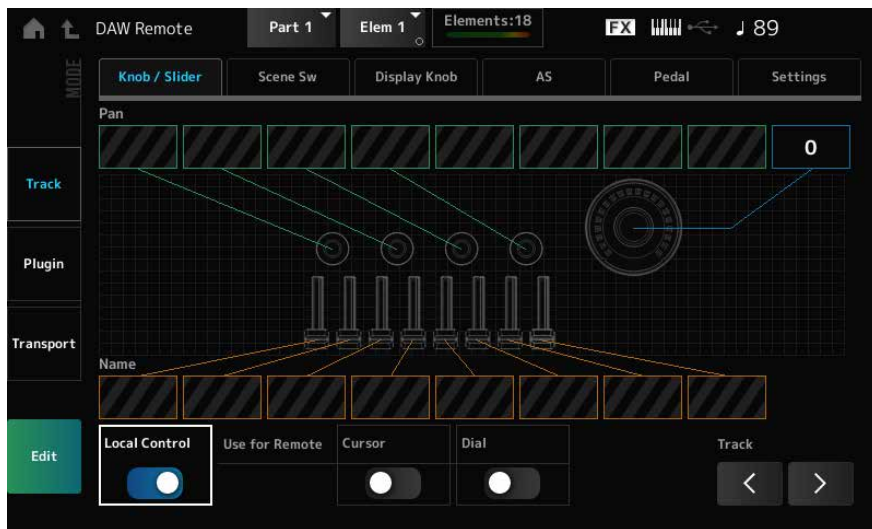 DAW Remote
Part 1
Elem 1
Elements:18
FX
♩ 89
MODE
Knob / Slider
Scene Sw
Display Knob
AS
Pedal
Settings
Pan
0
Track
Plugin
Transport
Name
Edit
Local Control
Use for Remote
Cursor
Dial
Track